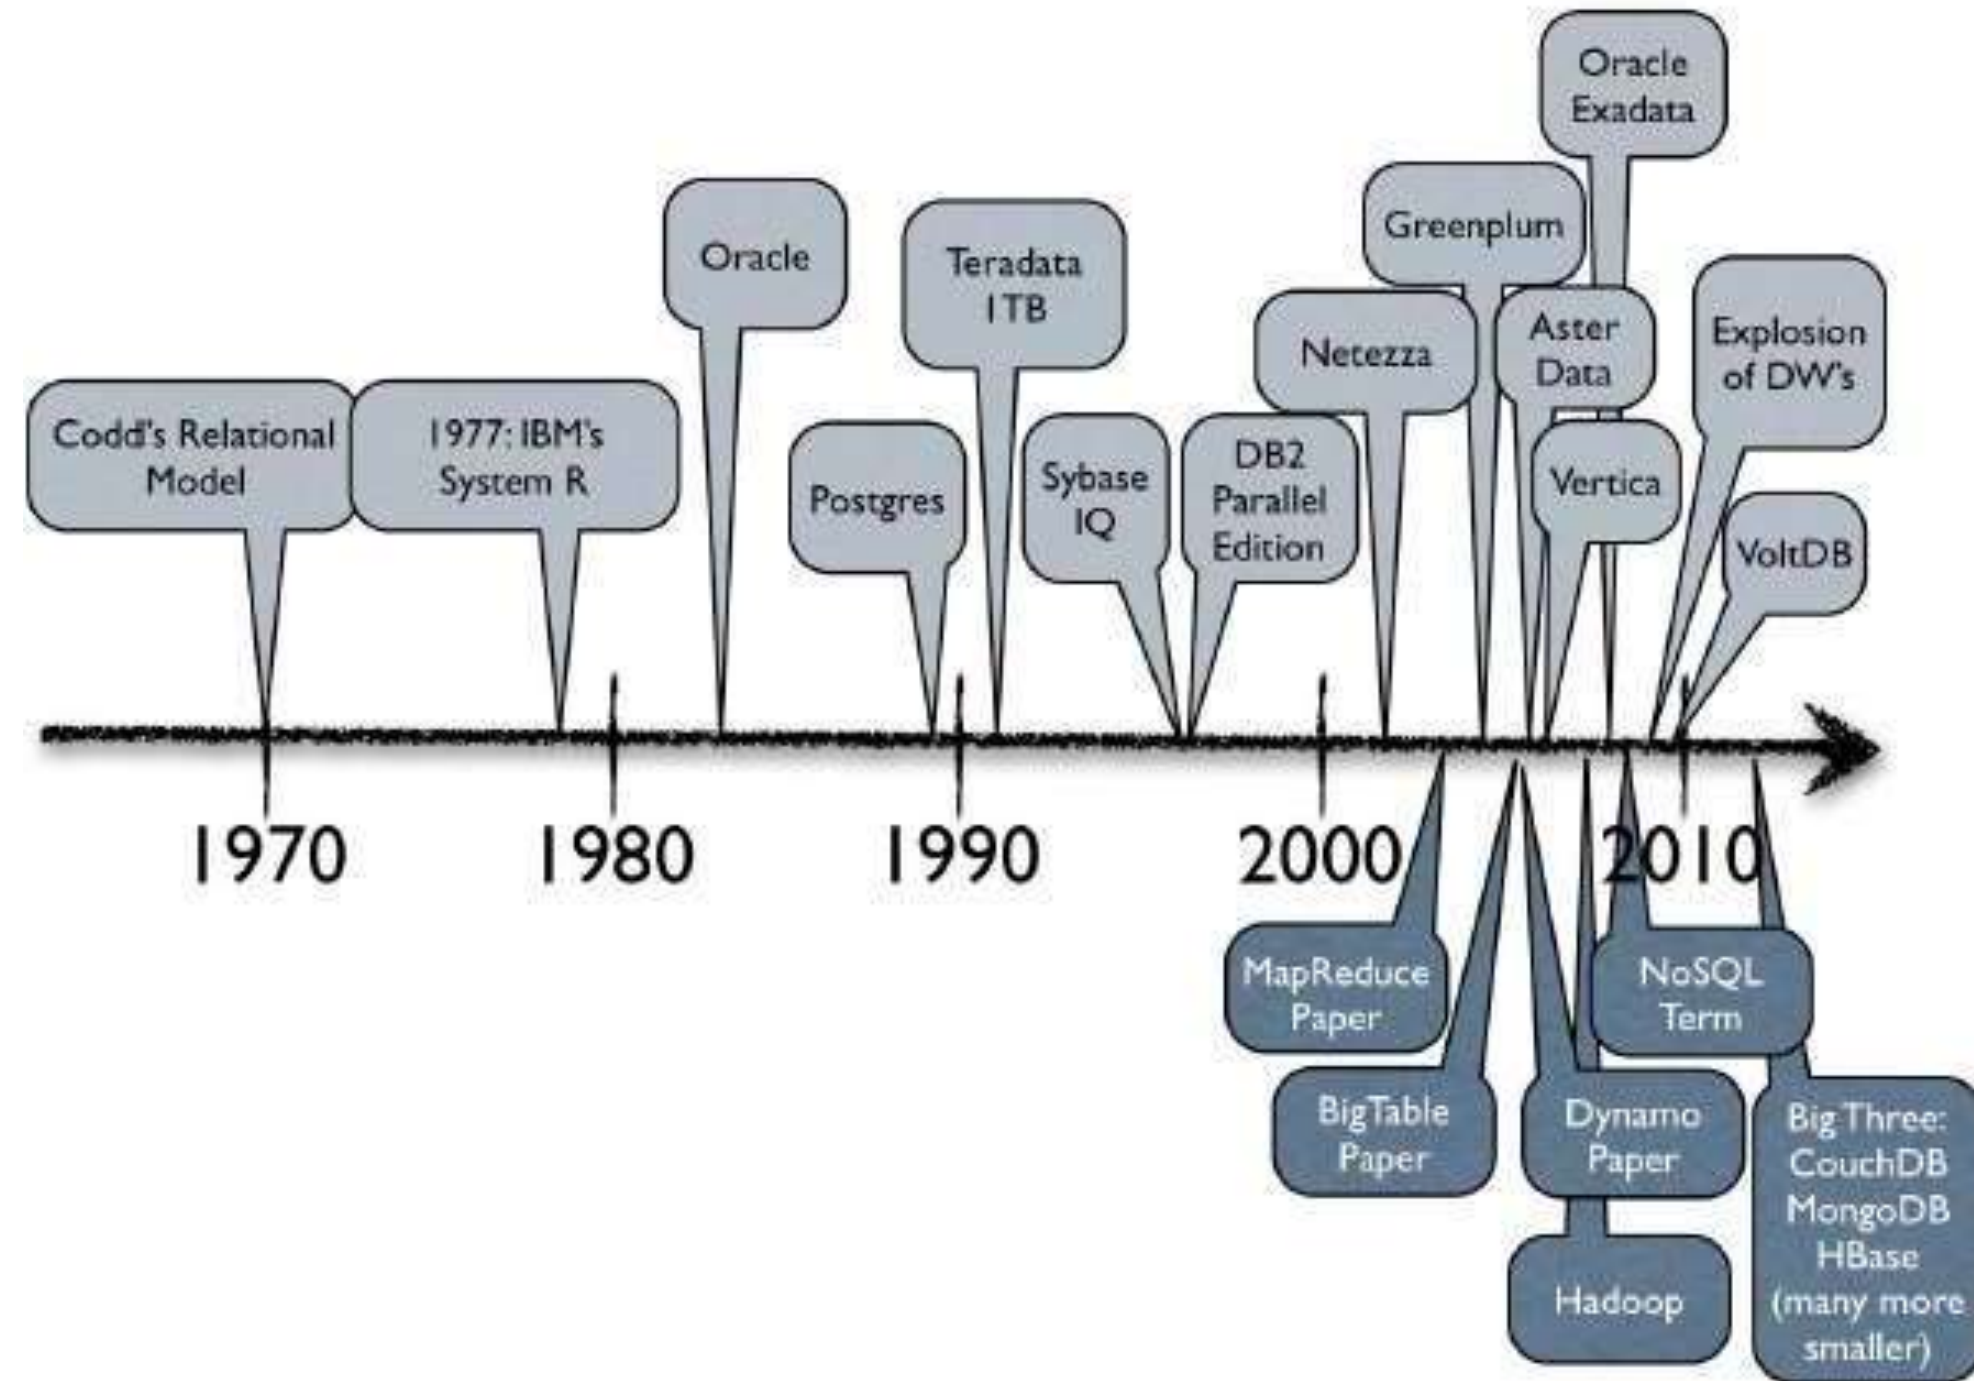 Oracle
Exadata
Greenplum
Oracle
Teradata
1TB
Netezza
Aster
Data
Explosion
of DW's
Codd's Relational
Model
1977: IBM's
System R
Postgres
Sybase
IQ
DB2
Parallel
Edition
Vertica
VoltDB
1970
1980
1990
2000
2010
MapReduce
Paper
NoSQL
Term
BigTable
Paper
Dynamo
Paper
Hadoop
Big Three:
CouchDB
MongoDB
HBase
(many more
smaller)